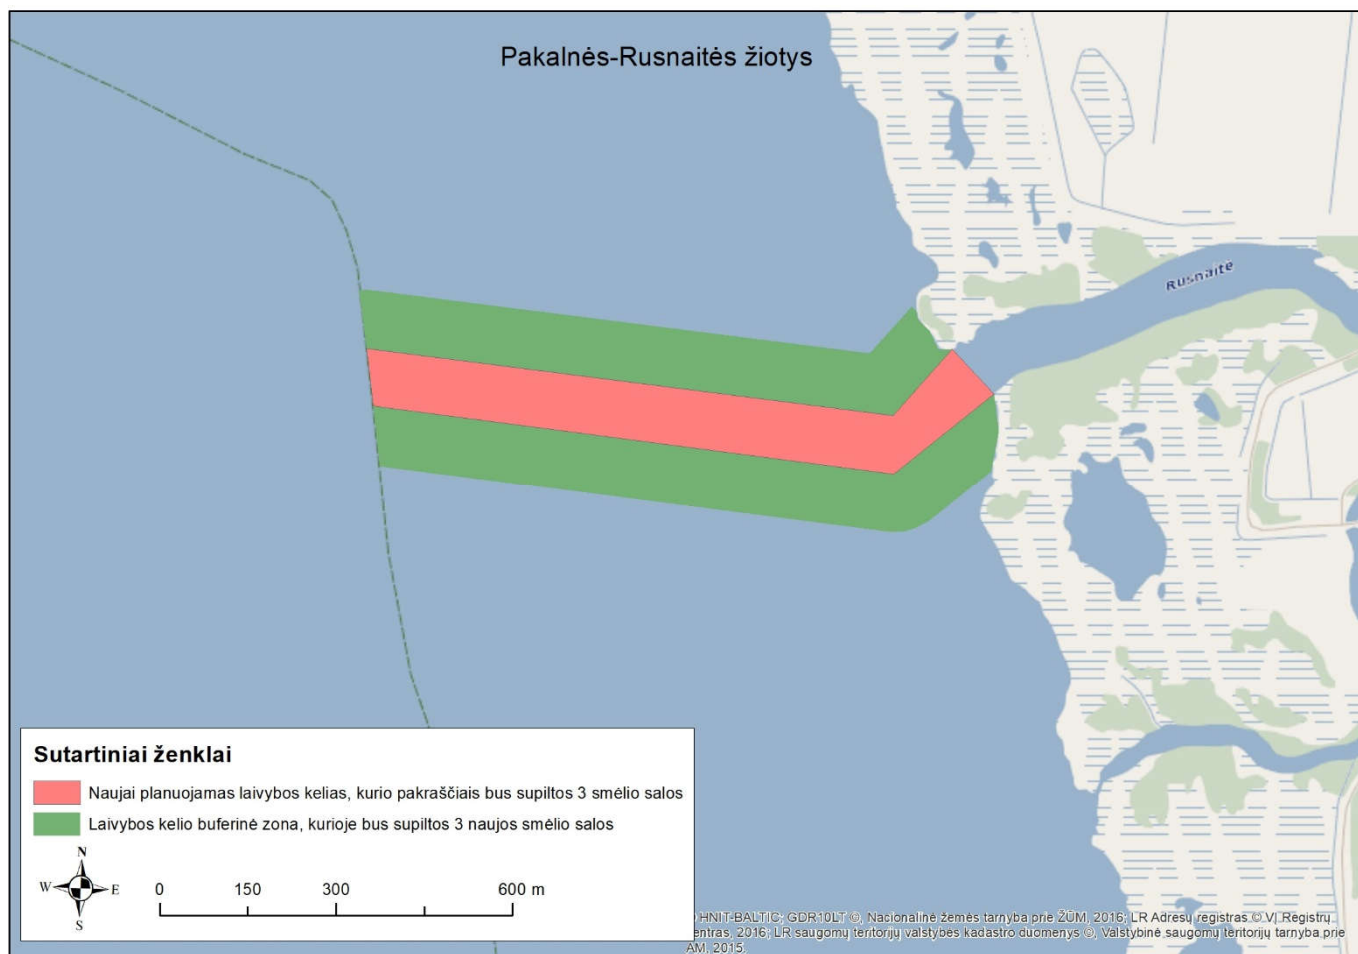 Pakalnės-Rusnaitės žiotys
Rusnaitė
Sutartiniai ženklai
Naujai planuojamas laivybos kelias, kurio pakraščiais bus supiltos 3 smėlio salos
Laivybos kelio buferinė zona, kurioje bus supiltos 3 naujos smėlio salos
N
W E
S
0 150 300 600 m
HNIT-BALTIC; GDR10LT ©, Nacionalinė žemės tarnyba prie ŽŪM, 2016; LR Adresų registras © VĮ Registrų
entras, 2016; LR saugomų teritorijų valstybės kadastro duomenys ©, Valstybinė saugomų teritorijų tarnyba prie
AM, 2015.